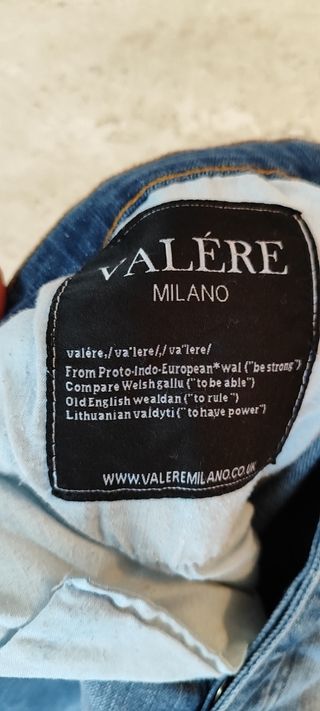 VALÉRE
MILANO
valére,/va'lere/,/va"lere/
From Proto-Indo-European*wal ("be strong")
Compare Welsh gallu ("to be able")
Old English wealdan ("to rule ")
Lithuanian valdyti ("to have power")
WWW.VALEREMILANO.CO.UK